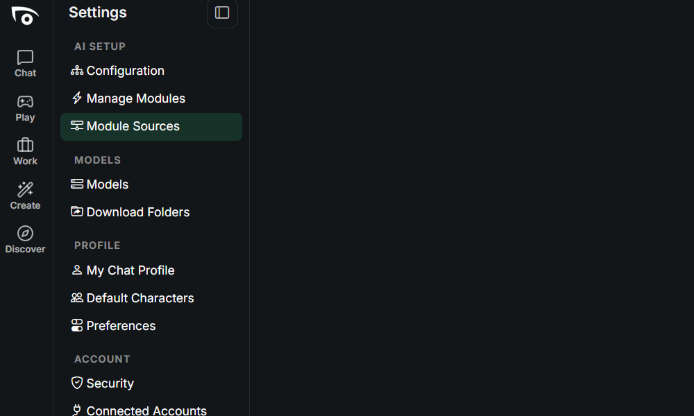 Settings
AI SETUP
Configuration
Manage Modules
Module Sources
MODELS
Models
Download Folders
PROFILE
My Chat Profile
Default Characters
Preferences
ACCOUNT
Security
Connected Accounts
Chat
Play
Work
Create
Discover